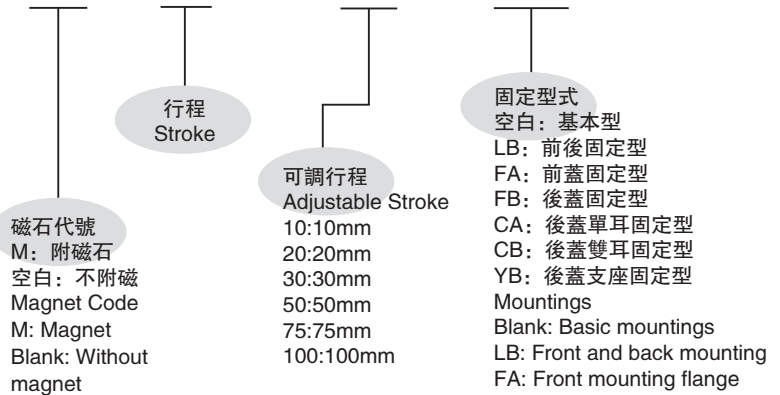 行程
Stroke
可調行程
Adjustable Stroke
10:10mm
20:20mm
30:30mm
50:50mm
75:75mm
100:100mm
固定型式
空白：基本型
LB：前後固定型
FA：前蓋固定型
FB：後蓋固定型
CA：後蓋單耳固定型
CB：後蓋雙耳固定型
YB：後蓋支座固定型
Mountings
Blank: Basic mountings
LB: Front and back mounting
FA: Front mounting flange
磁石代號
M：附磁石
空白：不附磁
Magnet Code
M: Magnet
Blank: Without
magnet